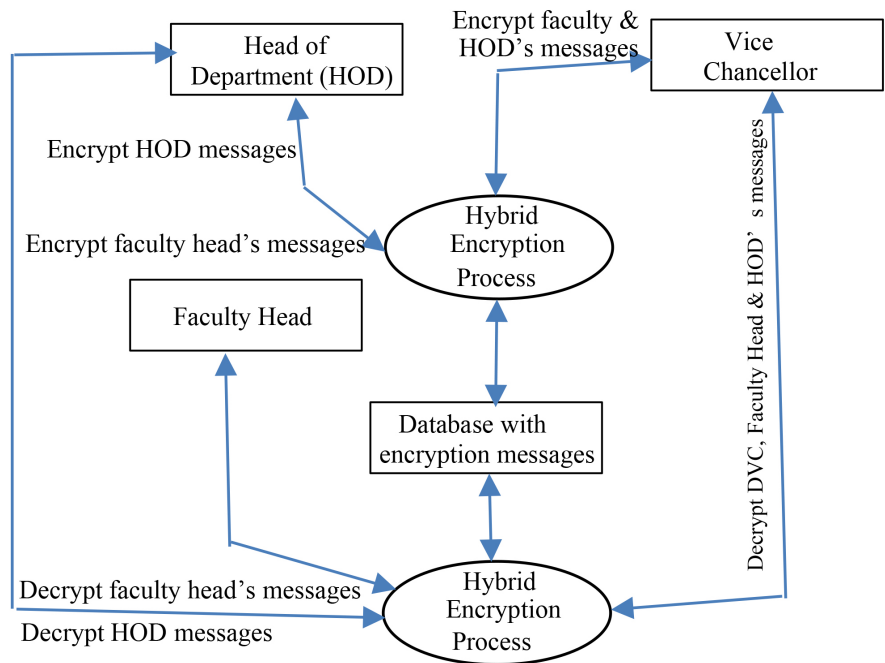 Head of
Department (HOD)
Encrypt faculty &
HOD's messages
Vice
Chancellor
Encrypt HOD messages
Encrypt faculty head's messages
Hybrid
Encryption
Process
Faculty Head
Decrypt DVC, Faculty Head & HOD' s messages
Database with
encryption messages
Decrypt faculty head's messages
Decrypt HOD messages
Hybrid
Encryption
Process